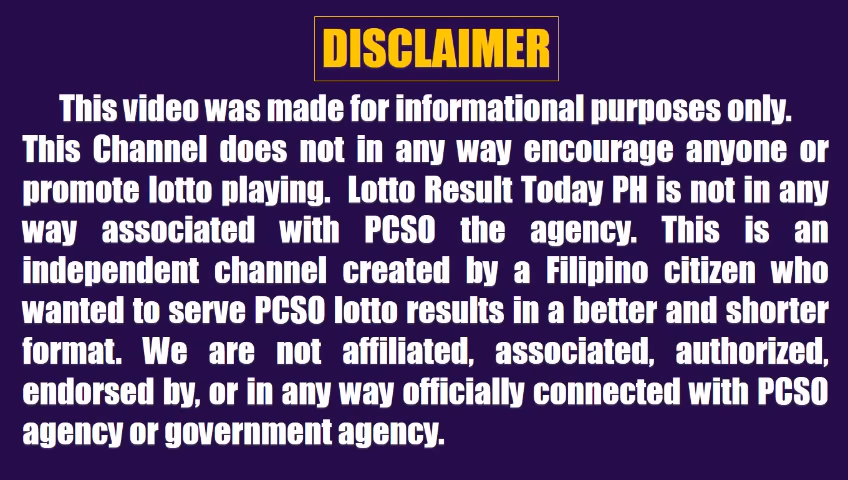 DISCLAIMER
This video was made for informational purposes only.
This Channel does not in any way encourage anyone or
promote lotto playing.  Lotto Result Today PH is not in any
way associated with PCSO the agency. This is an
independent channel created by a Filipino citizen who
wanted to serve PCSO lotto results in a better and shorter
format. We are not affiliated, associated, authorized,
endorsed by, or in any way officially connected with PCSO
agency or government agency.